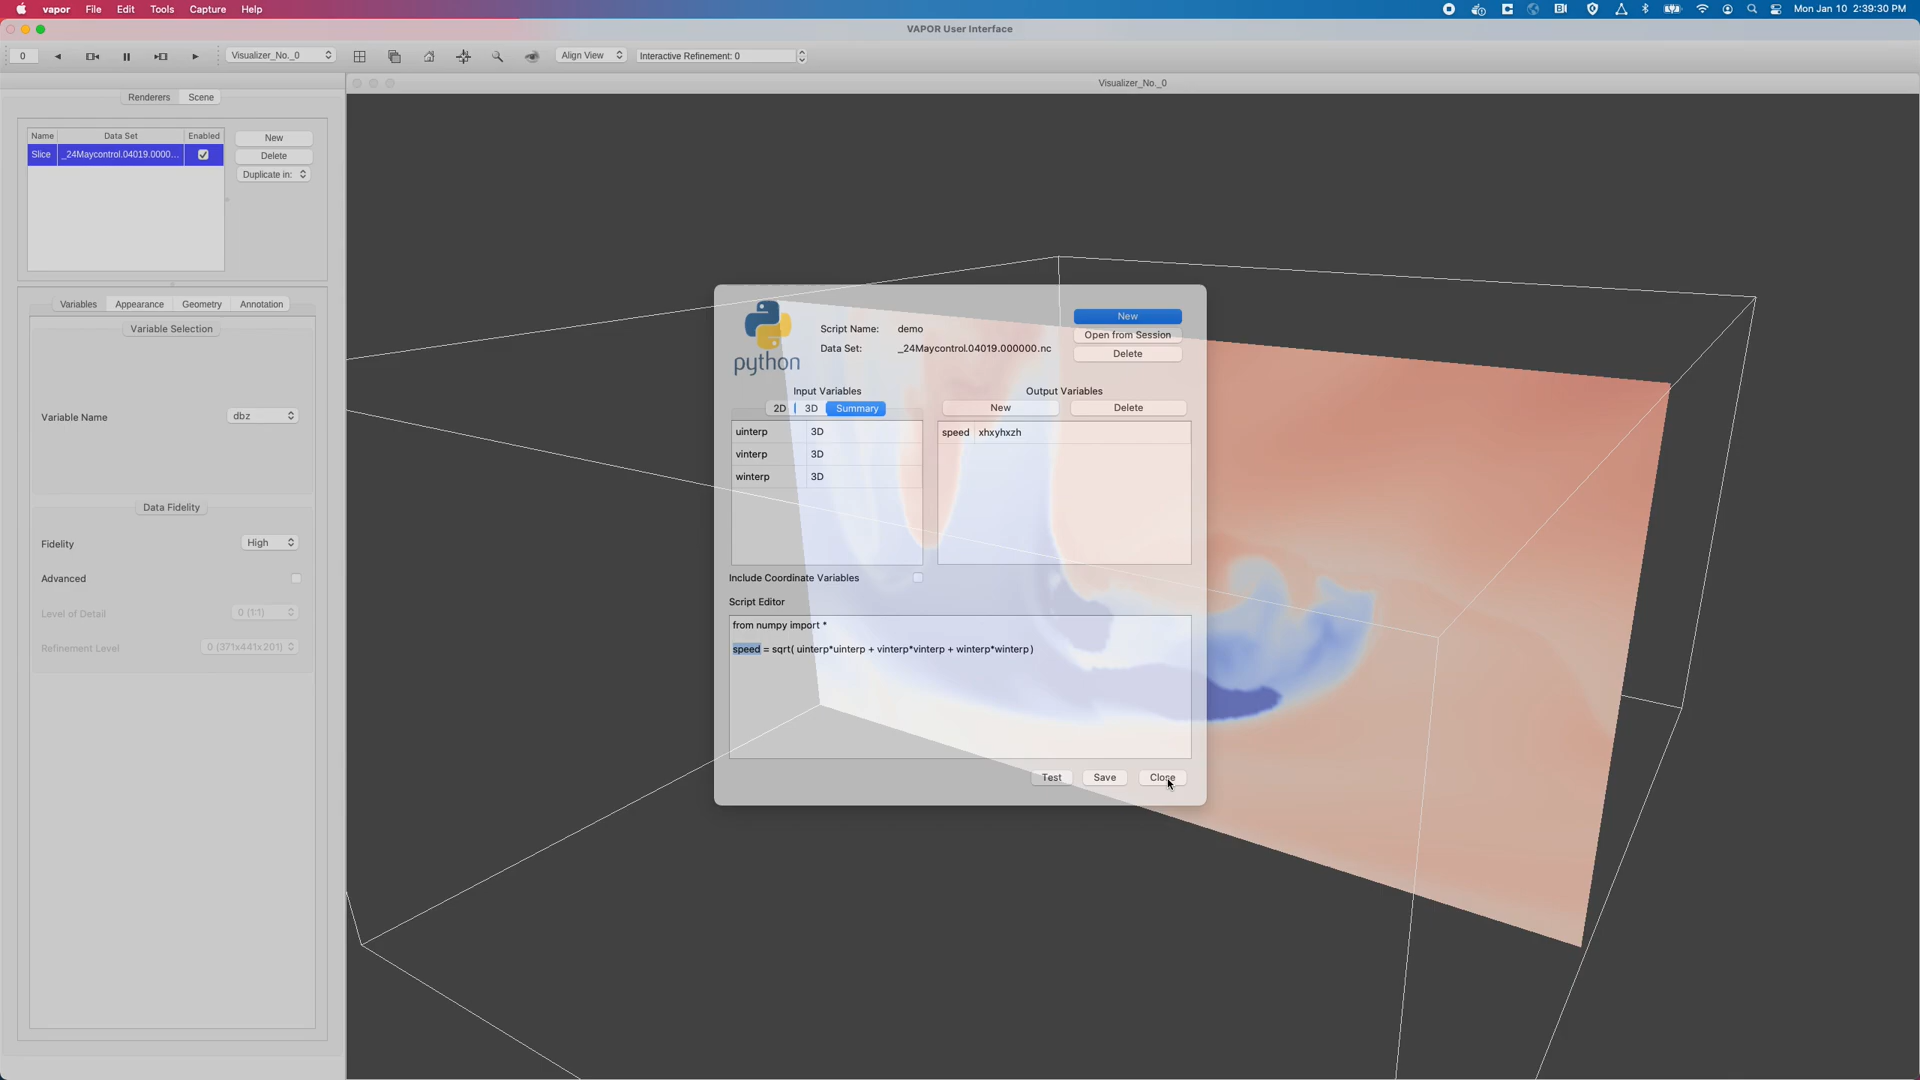 vapor File Edit Tools Capture Help
Mon Jan 10 2:39:30 PM
VAPOR User Interface
0 Visualizer_No._0 Align View Interactive Refinement: 0
Visualizer_No._0
Renderers Scene
Name Data Set Enabled
Slice _24Maycontrol.04019.0000...
New
Delete
Duplicate in:
Variables Appearance Geometry Annotation
Variable Selection
Variable Name dbz
Data Fidelity
Fidelity High
Advanced
Level of Detail 0 (1:1)
Refinement Level 0 (371x441x201)
python
Script Name: demo
Data Set: _24Maycontrol.04019.000000.nc
New
Open from Session
Delete
Input Variables
2D 3D Summary
uinterp 3D
vinterp 3D
winterp 3D
Output Variables
New Delete
speed xhxyhxzh
Include Coordinate Variables
Script Editor
from numpy import *
speed = sqrt( uinterp*uinterp + vinterp*vinterp + winterp*winterp )
Test Save Close